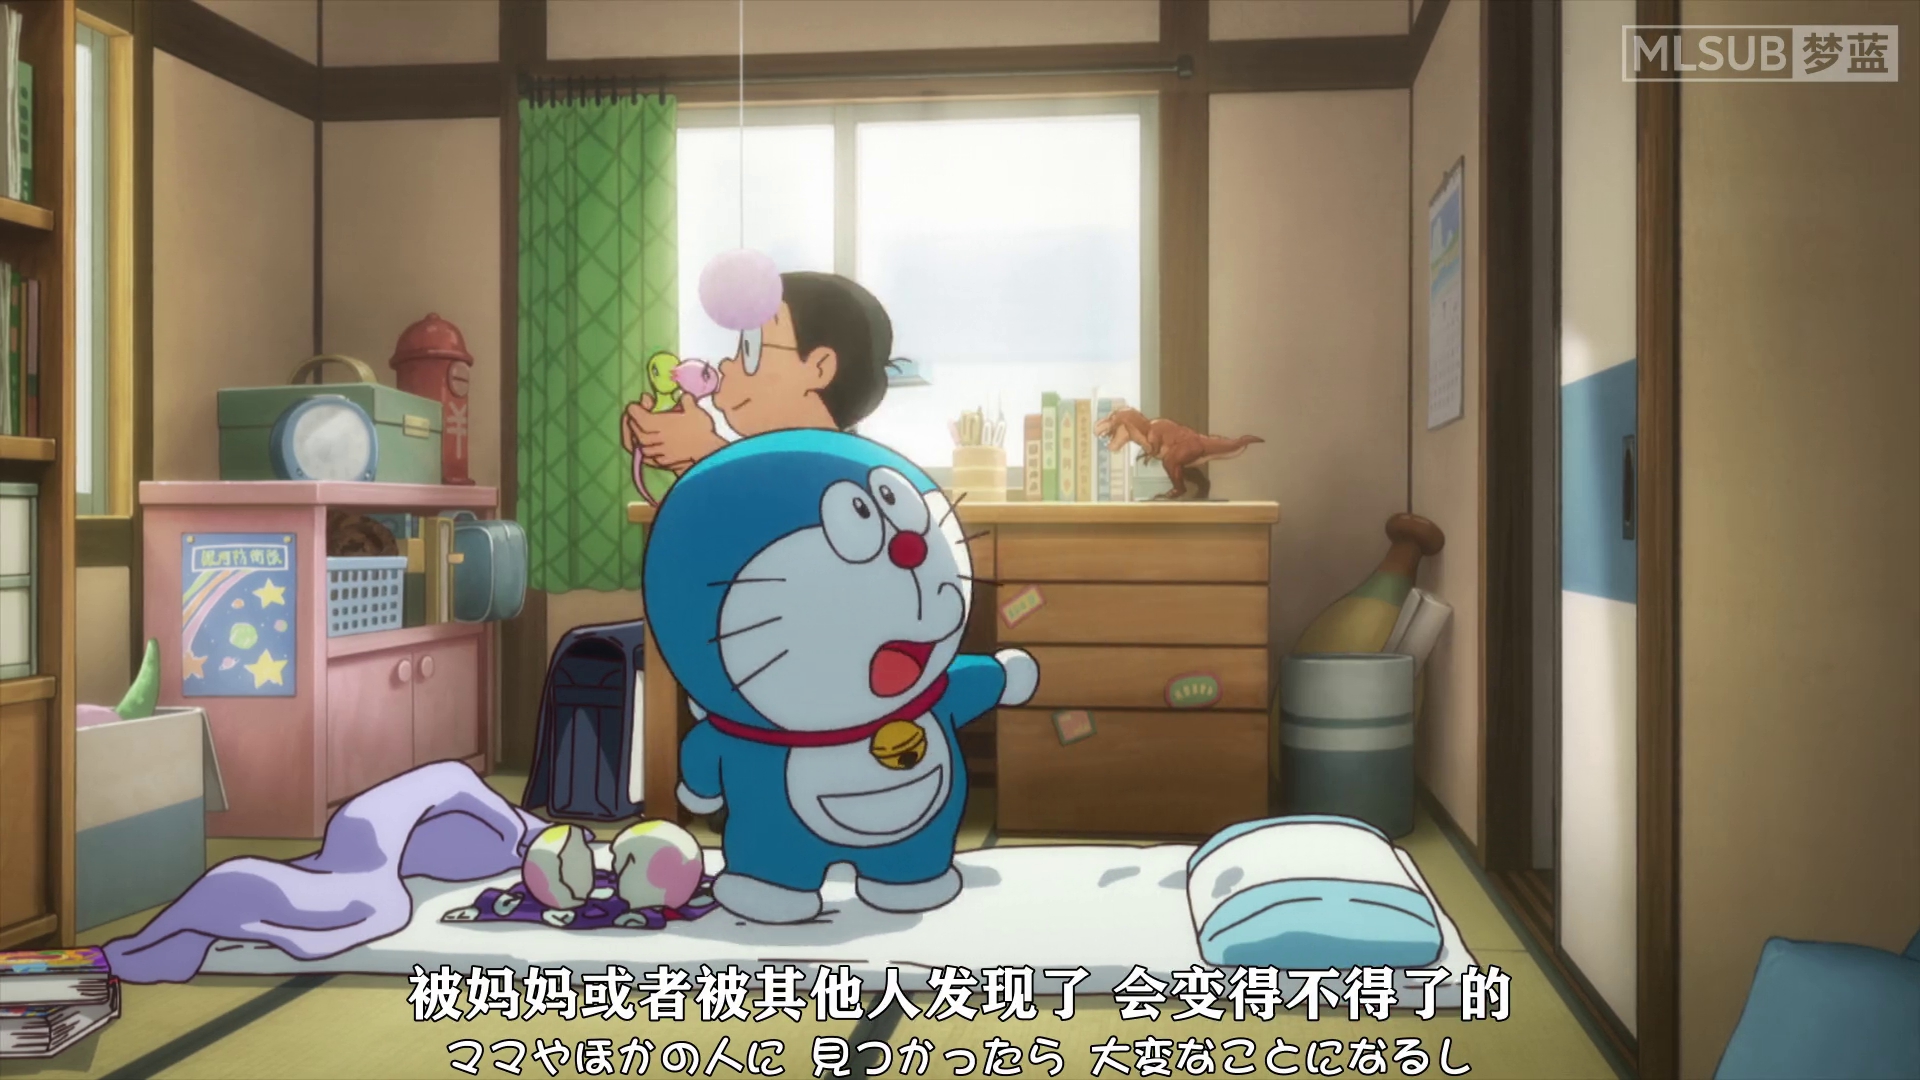 MLSUB 梦蓝
被妈妈或者被其他人发现了 会变得不得了的
ママやほかの人に 見つかったら 大変なことになるし